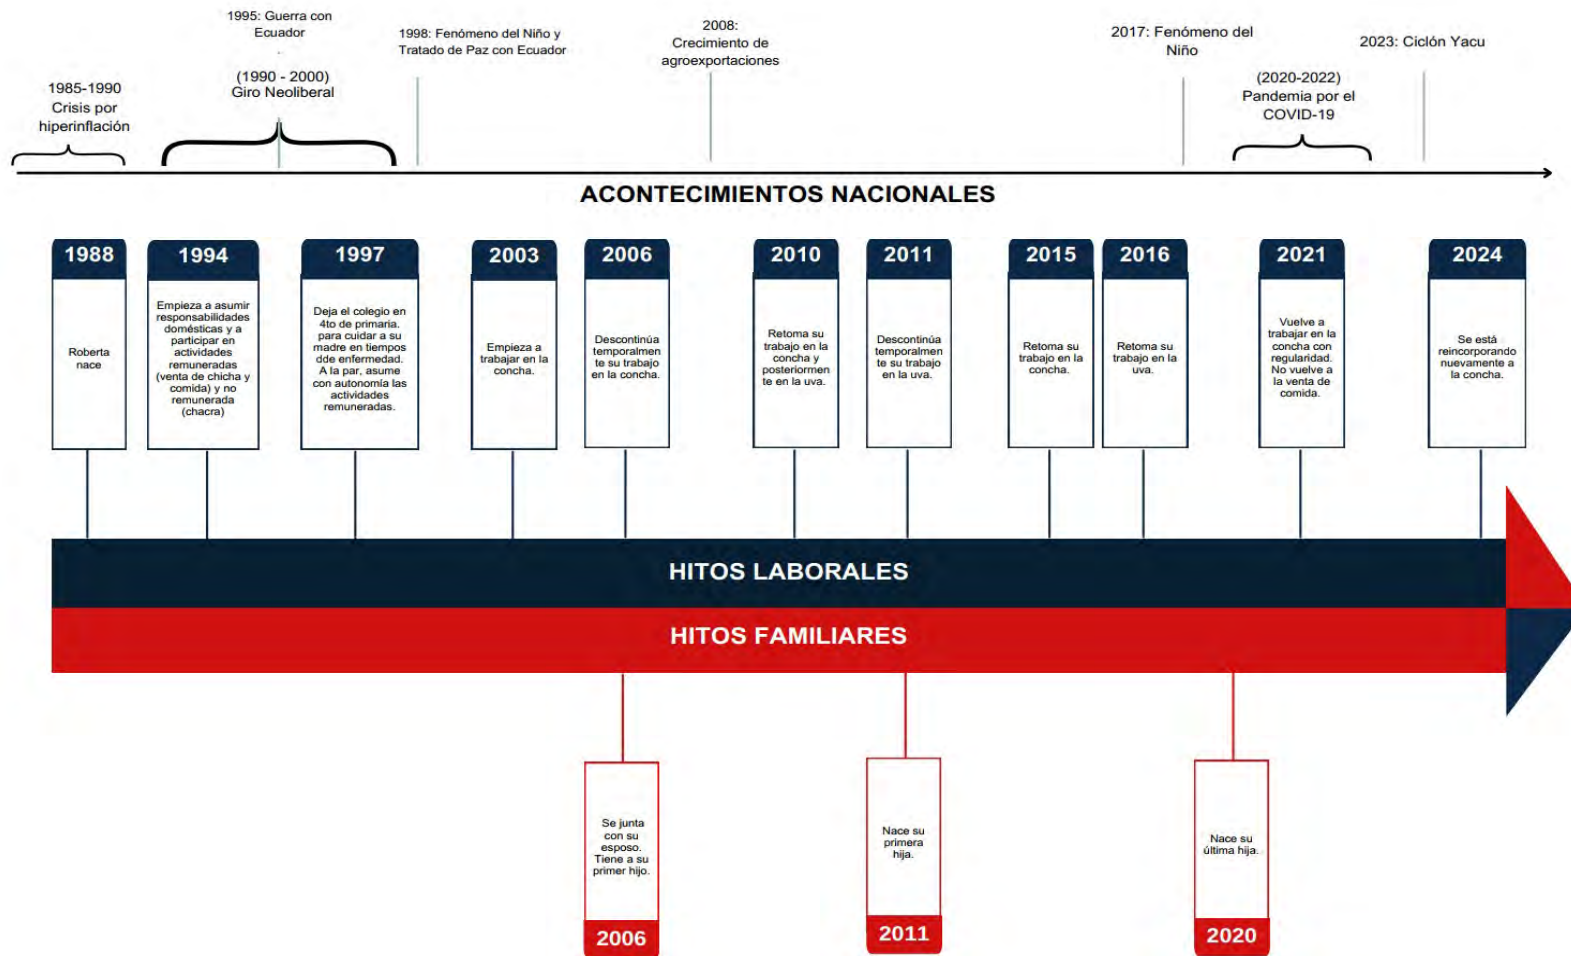 1995: Guerra con
Ecuador
.
(1990 - 2000)
Giro Neoliberal
1985-1990
Crisis por
hiperinflación
1998: Fenómeno del Niño y
Tratado de Paz con Ecuador
2008:
Crecimiento de
agroexportaciones
2017: Fenómeno del
Niño
(2020-2022)
Pandemia por el
COVID-19
2023: Ciclón Yacu
ACONTECIMIENTOS NACIONALES
1988
Roberta
nace
1994
Empieza a asumir
responsabilidades
domésticas y a
participar en
actividades
remuneradas
(venta de chicha y
comida) y no
remunerada
(chacra)
1997
Deja el colegio en
4to de primaria.
para cuidar a su
madre en tiempos
dde enfermedad.
A la par, asume
con autonomía las
actividades
remuneradas.
2003
Empieza a
trabajar en la
concha.
2006
Descontinúa
temporalmen
te su trabajo
en la concha.
2010
Retoma su
trabajo en la
concha y
posteriormen
te en la uva.
2011
Descontinúa
temporalmen
te su trabajo
en la uva.
2015
Retoma su
trabajo en la
concha.
2016
Retoma su
trabajo en la
uva.
2021
Vuelve a
trabajar en la
concha con
regularidad.
No vuelve a
la venta de
comida.
2024
Se está
reincorporando
nuevamente a
la concha.
HITOS LABORALES
HITOS FAMILIARES
Se junta
con su
esposo.
Tiene a su
primer hijo.
2006
Nace su
primera
hija.
2011
Nace su
última hija.
2020